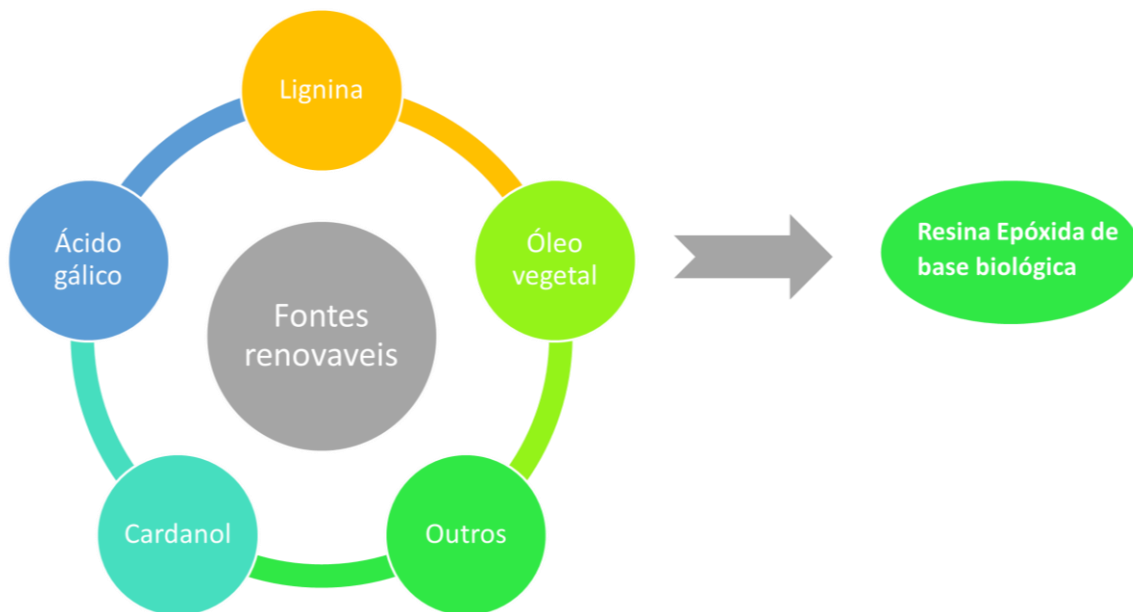 Lignina
Ácido
gálico
Óleo
vegetal
Resina Epóxida de
base biológica
Fontes
renovaveis
Cardanol
Outros